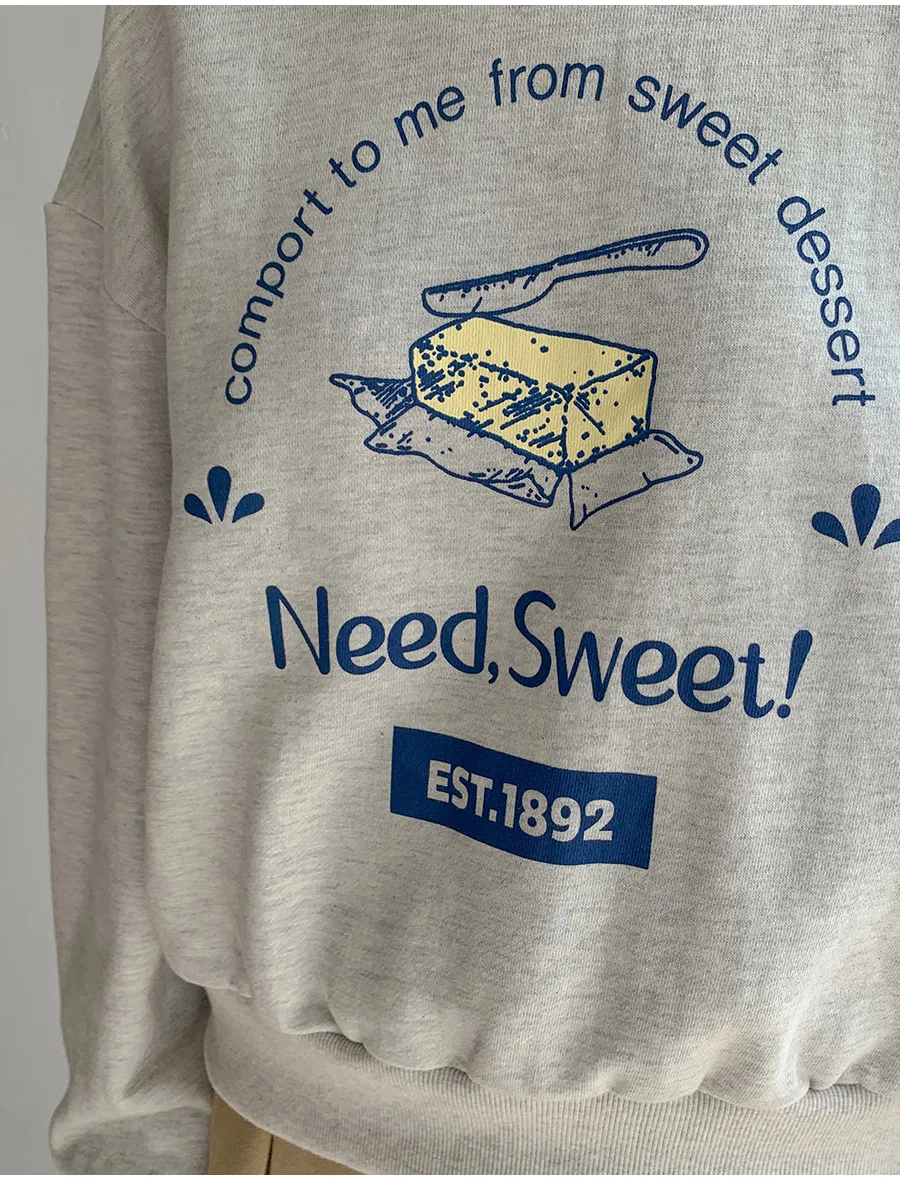 comport to me from sweet dessert
Need,Sweet!
EST.1892